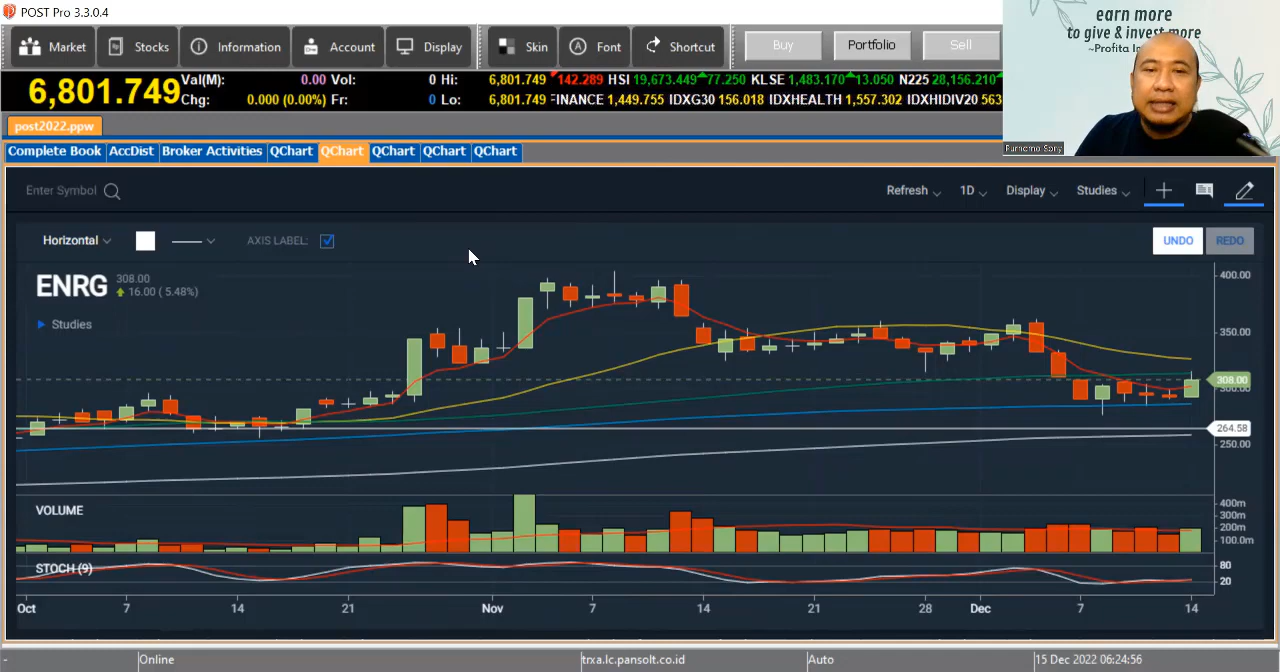 POST Pro 3.3.0.4
Market Stocks Information Account Display Skin Font Shortcut Buy Portfolio Sell
6,801.749
Val(M): 0.00 Vol: 0 Hi: 6,801.749 142.289 HSI 19,673.449 77.250 KLSE 1,483.170 13.050 N225 28,156.210
Chg: 0.000 (0.00%) Fr: 0 Lo: 6,801.749 FINANCE 1,449.755 IDXG30 156.018 IDXHEALTH 1,557.302 IDXHIDIV20 563
earn more
to give & invest more
Purnomo Sony
post2022.ppw
Complete Book AccDist Broker Activities QChart QChart QChart QChart QChart
Enter Symbol Refresh 1D Display Studies
Horizontal AXIS LABEL: UNDO REDO
ENRG
308.00
16.00 ( 5.48%)
Studies
400.00
350.00
308.00
300.00
264.58
250.00
VOLUME
400m
300m
200m
100.0m
STOCH (9)
80
20
Oct 7 14 21 Nov 7 14 21 28 Dec 7 14
- Online trxa.lc.pansolt.co.id Auto 15 Dec 2022 06:24:56